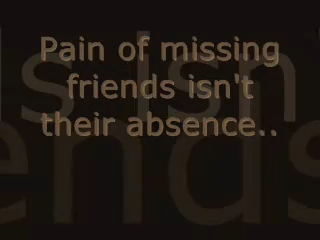 Pain of missing
friends isn't
their absence..